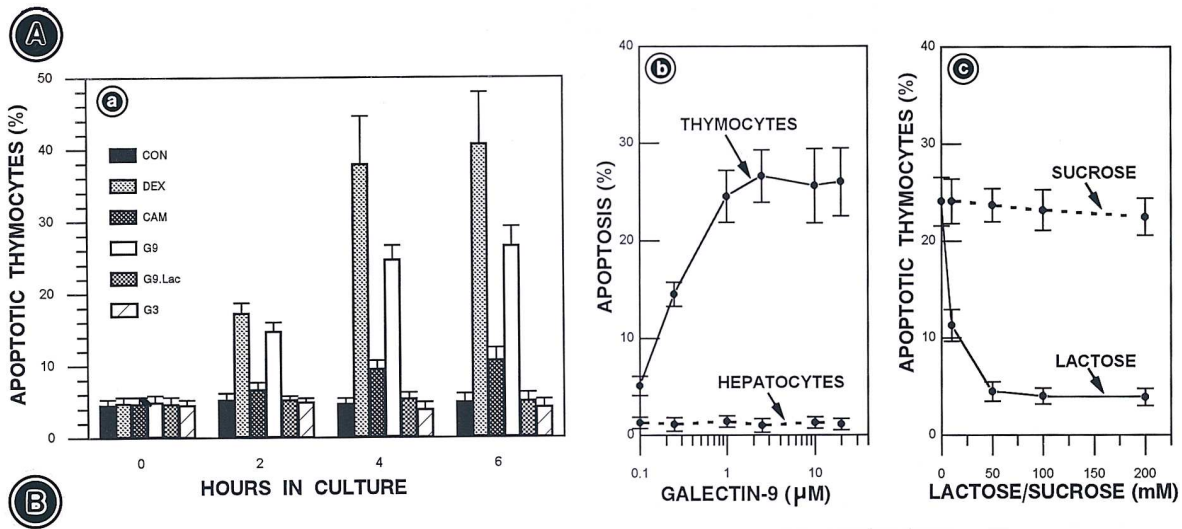 A
a
APOPTOTIC THYMOCYTES (%)
50
40
30
20
10
0
CON
DEX
CAM
G9
G9.Lac
G3
0 2 4 6
HOURS IN CULTURE
b
APOPTOSIS (%)
40
30
20
10
0
THYMOCYTES
HEPATOCYTES
0.1 1 10
GALECTIN-9 (µM)
c
APOPTOTIC THYMOCYTES (%)
40
30
20
10
0
SUCROSE
LACTOSE
0 50 100 150 200
LACTOSE/SUCROSE (mM)
B